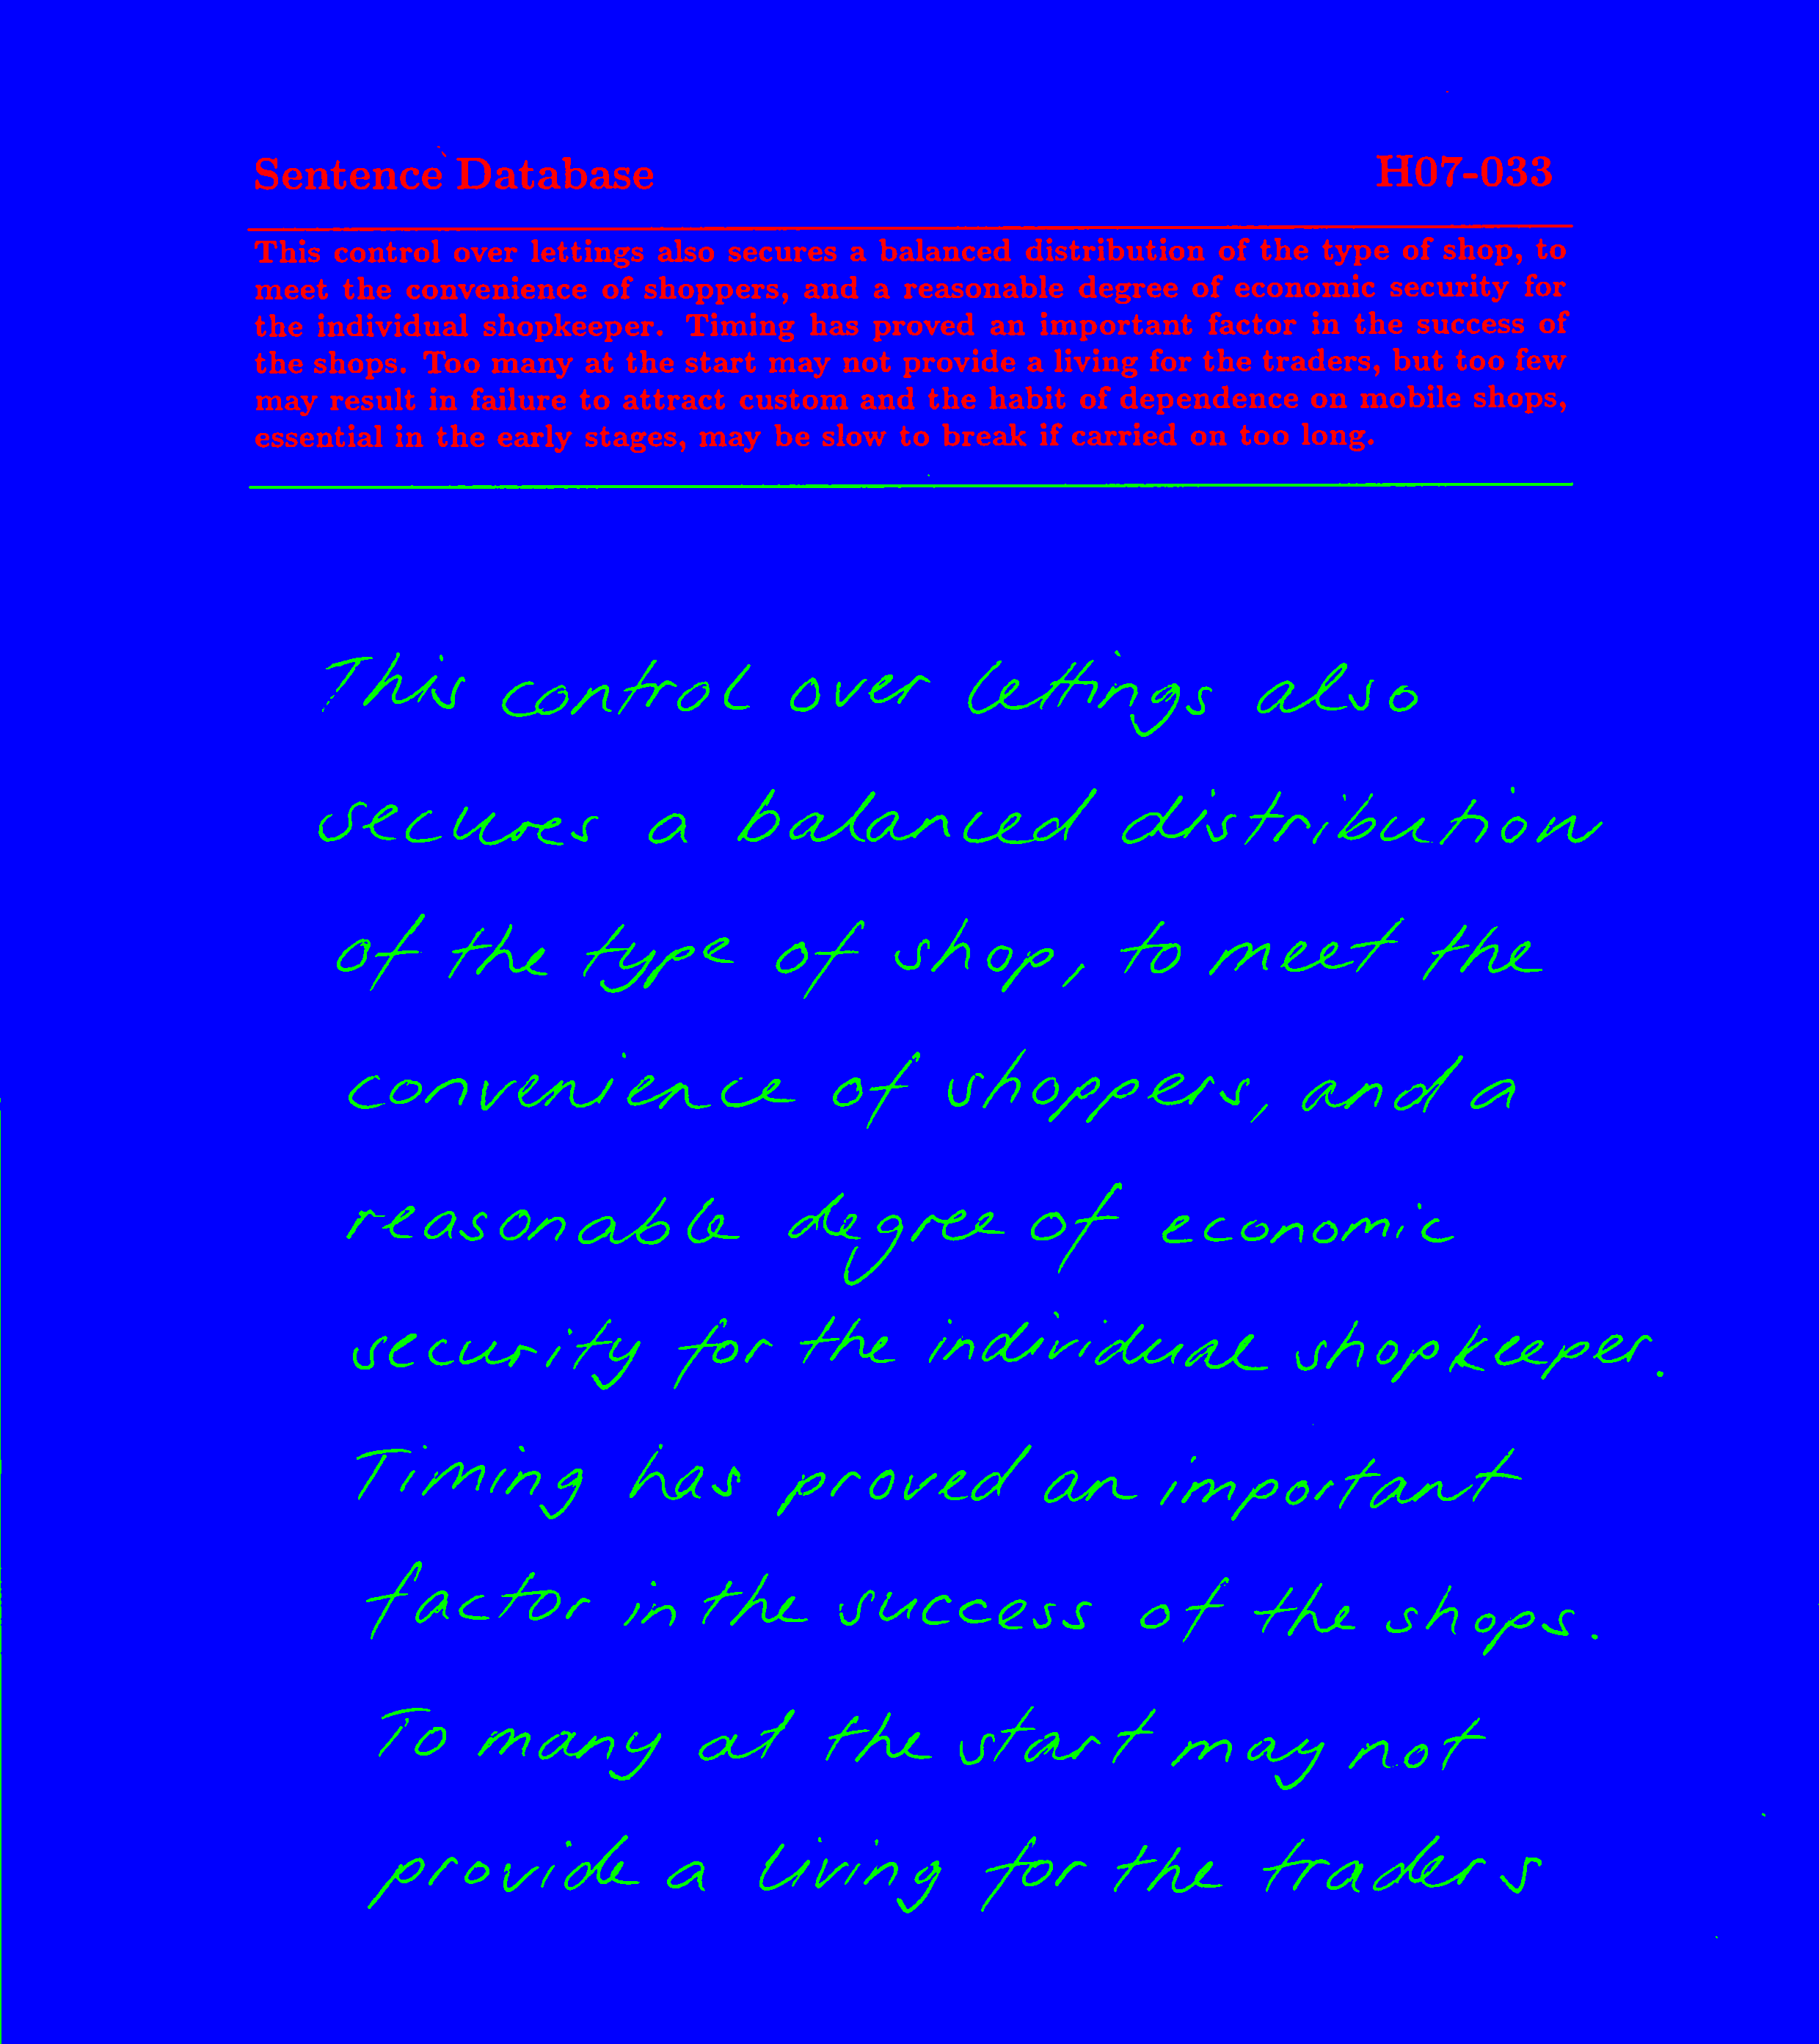 Sentence Database H07-033
This control over lettings also secures a balanced distribution of the type of shop, to
meet the convenience of shoppers, and a reasonable degree of economic security for
the individual shopkeeper. Timing has proved an important factor in the success of
the shops. Too many at the start may not provide a living for the traders, but too few
may result in failure to attract custom and the habit of dependence on mobile shops,
essential in the early stages, may be slow to break if carried on too long.
This control over lettings also
secures a balanced distribution
of the type of shop, to meet the
convenience of shoppers, and a
reasonable degree of economic
security for the individual shopkeeper.
Timing has proved an important
factor in the success of the shops.
To many at the start may not
provide a living for the traders